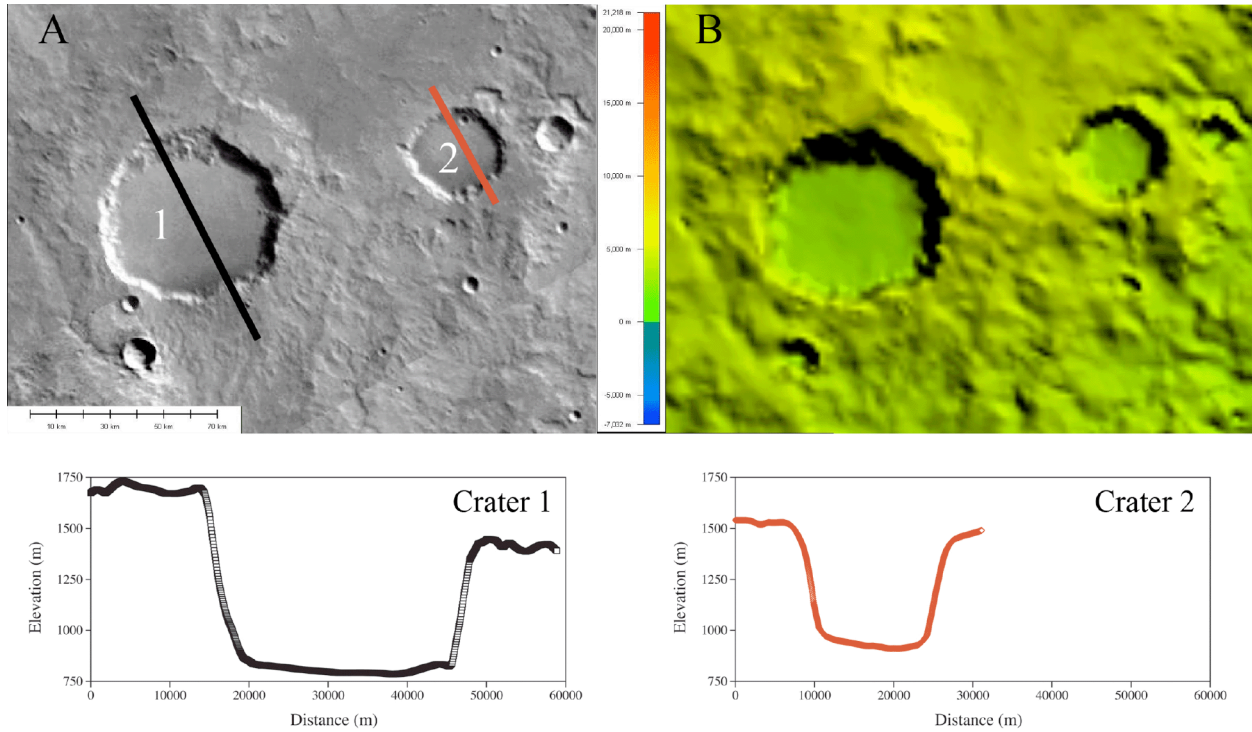 A
1
2
10 km 30 km 50 km 70 km
21,218 m
20,000 m
15,000 m
10,000 m
5,000 m
0 m
-5,000 m
-7,032 m
B
Crater 1
Elevation (m)
1750
1500
1250
1000
750
0 10000 20000 30000 40000 50000 60000
Distance (m)
Crater 2
Elevation (m)
1750
1500
1250
1000
750
0 10000 20000 30000 40000 50000 60000
Distance (m)